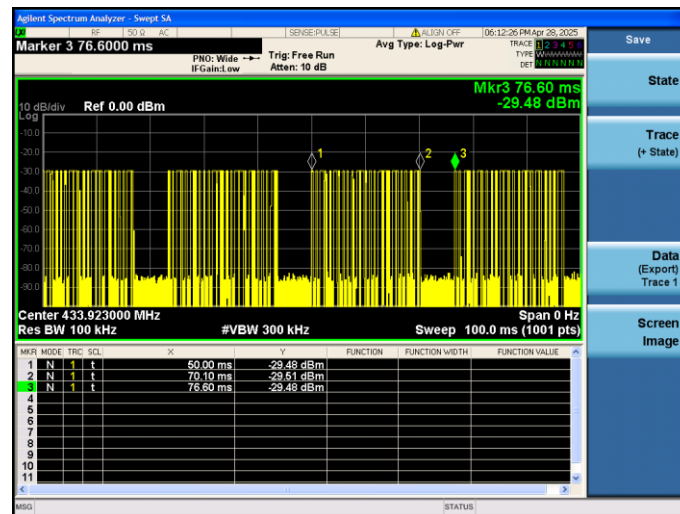 Agilent Spectrum Analyzer - Swept SA
RF 50 Ω AC SENSE:PULSE ALIGN OFF 06:12:26 PM Apr 28, 2025
Marker 3 76.6000 ms
PNO: Wide
IFGain:Low
Trig: Free Run
Atten: 10 dB
Avg Type: Log-Pwr
TRACE 1 2 3 4 5 6
TYPE
DET N N N N N N
Mkr3 76.60 ms
-29.48 dBm
10 dB/div Ref 0.00 dBm
Log
-10.0
-20.0
-30.0
-40.0
-50.0
-60.0
-70.0
-80.0
-90.0
1
2
3
Center 433.923000 MHz Span 0 Hz
Res BW 100 kHz #VBW 300 kHz Sweep 100.0 ms (1001 pts)
MKR MODE TRC SCL X Y FUNCTION FUNCTION WIDTH FUNCTION VALUE
1 N 1 t 50.00 ms -29.48 dBm
2 N 1 t 70.10 ms -29.51 dBm
3 N 1 t 76.60 ms -29.48 dBm
4
5
6
7
8
9
10
11
MSG STATUS
Save
State
Trace
(+ State)
Data
(Export)
Trace 1
Screen
Image